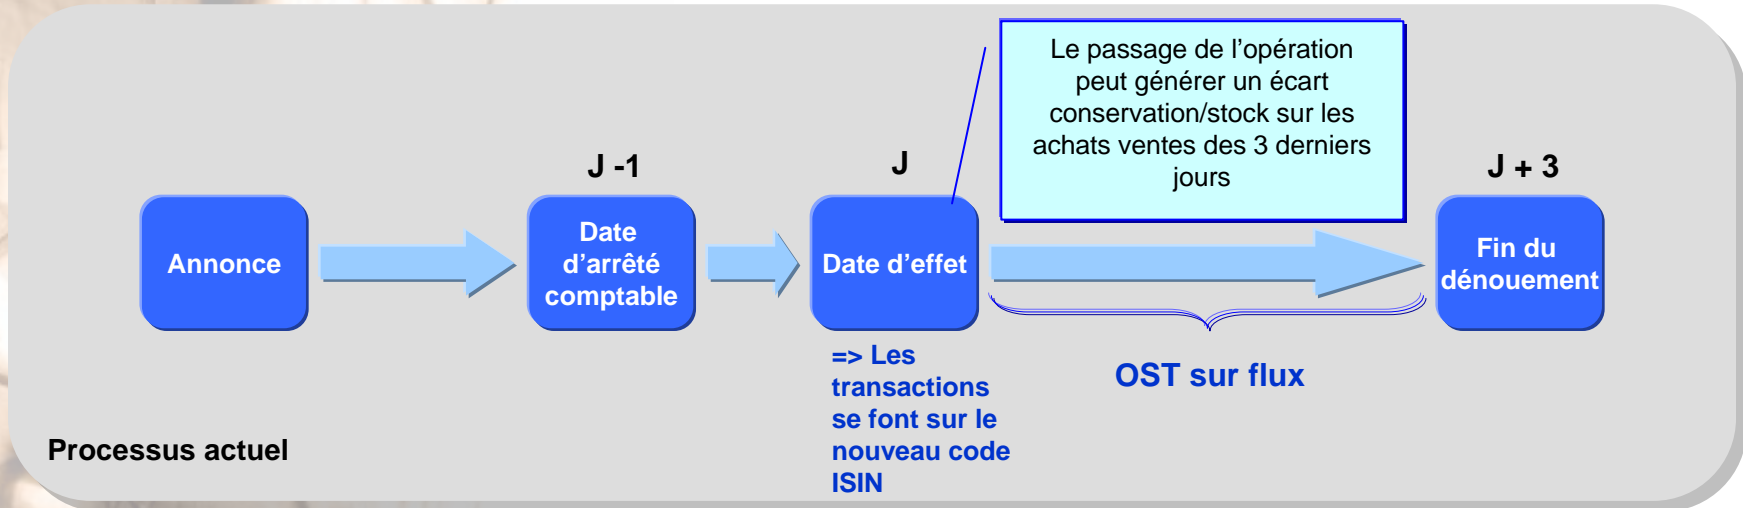 Le passage de l’opération
peut générer un écart
conservation/stock sur les
achats ventes des 3 derniers
jours
J -1
J
J + 3
Annonce
Date
d’arrêté
comptable
Date d’effet
Fin du
dénouement
=> Les
transactions
se font sur le
nouveau code
ISIN
OST sur flux
Processus actuel